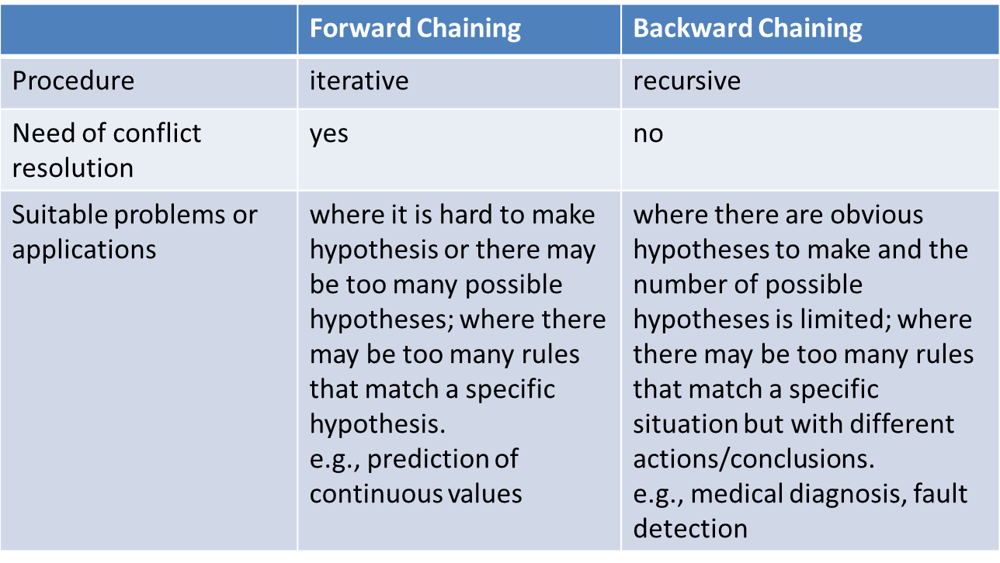 Forward Chaining
Backward Chaining
Procedure
iterative
recursive
Need of conflict
resolution
yes
no
Suitable problems or
applications
where it is hard to make
hypothesis or there may
be too many possible
hypotheses; where there
may be too many rules
that match a specific
hypothesis.
e.g., prediction of
continuous values
where there are obvious
hypotheses to make and the
number of possible
hypotheses is limited; where
there may be too many rules
that match a specific
situation but with different
actions/conclusions.
e.g., medical diagnosis, fault
detection